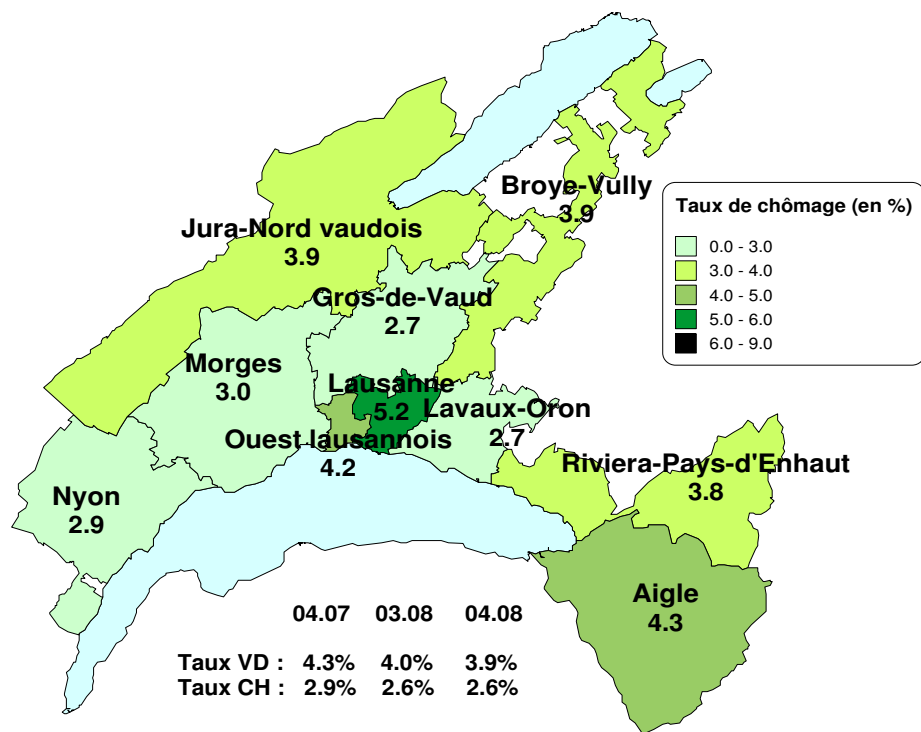 Broye-Vully
3.9
Taux de chômage (en %)
0.0 - 3.0
3.0 - 4.0
4.0 - 5.0
5.0 - 6.0
6.0 - 9.0
Jura-Nord vaudois
3.9
Gros-de-Vaud
2.7
Morges
3.0
Lausanne
5.2
Lavaux-Oron
2.7
Ouest lausannois
4.2
Riviera-Pays-d'Enhaut
3.8
Nyon
2.9
Aigle
4.3
04.07 03.08 04.08
Taux VD : 4.3% 4.0% 3.9%
Taux CH : 2.9% 2.6% 2.6%